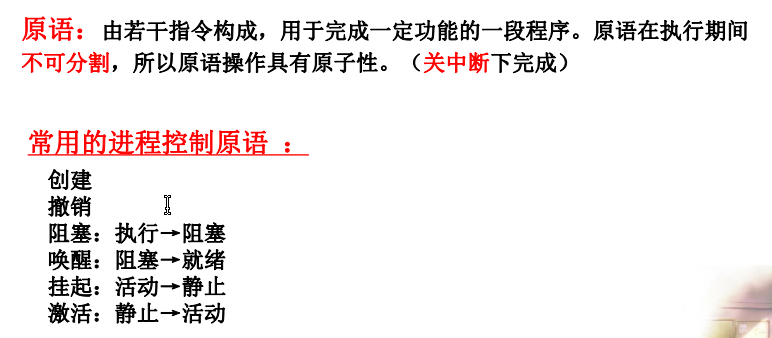 原语：由若干指令构成，用于完成一定功能的一段程序。原语在执行期间
不可分割，所以原语操作具有原子性。（关中断下完成）
常用的进程控制原语 ：
创建
撤销
阻塞：执行→阻塞
唤醒：阻塞→就绪
挂起：活动→静止
激活：静止→活动